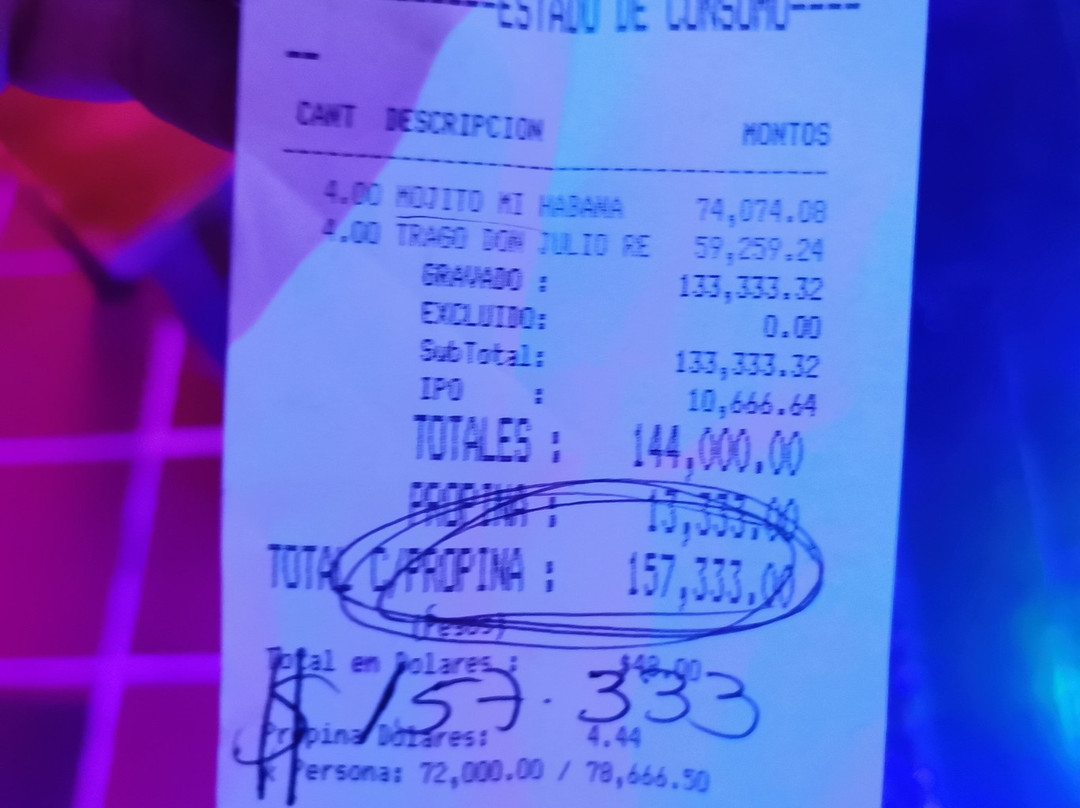 -------ESTADO DE CONSUMO----
--
CANT DESCRIPCION MONTOS
4.00 MOJITO MI HABANA 74,074.08
4.00 TRAGO DON JULIO RE 59,259.24
GRAVADO : 133,333.32
EXCLUIDO: 0.00
SubTotal: 133,333.32
IPO : 10,666.64
TOTALES : 144,000.00
PROPINA : 13,333.00
TOTAL C/PROPINA : 157,333.00
(Pesos)
Total en Dolares :
$157.333
Propina Dolares: 4.44
x Persona: 72,000.00 / 78,666.50